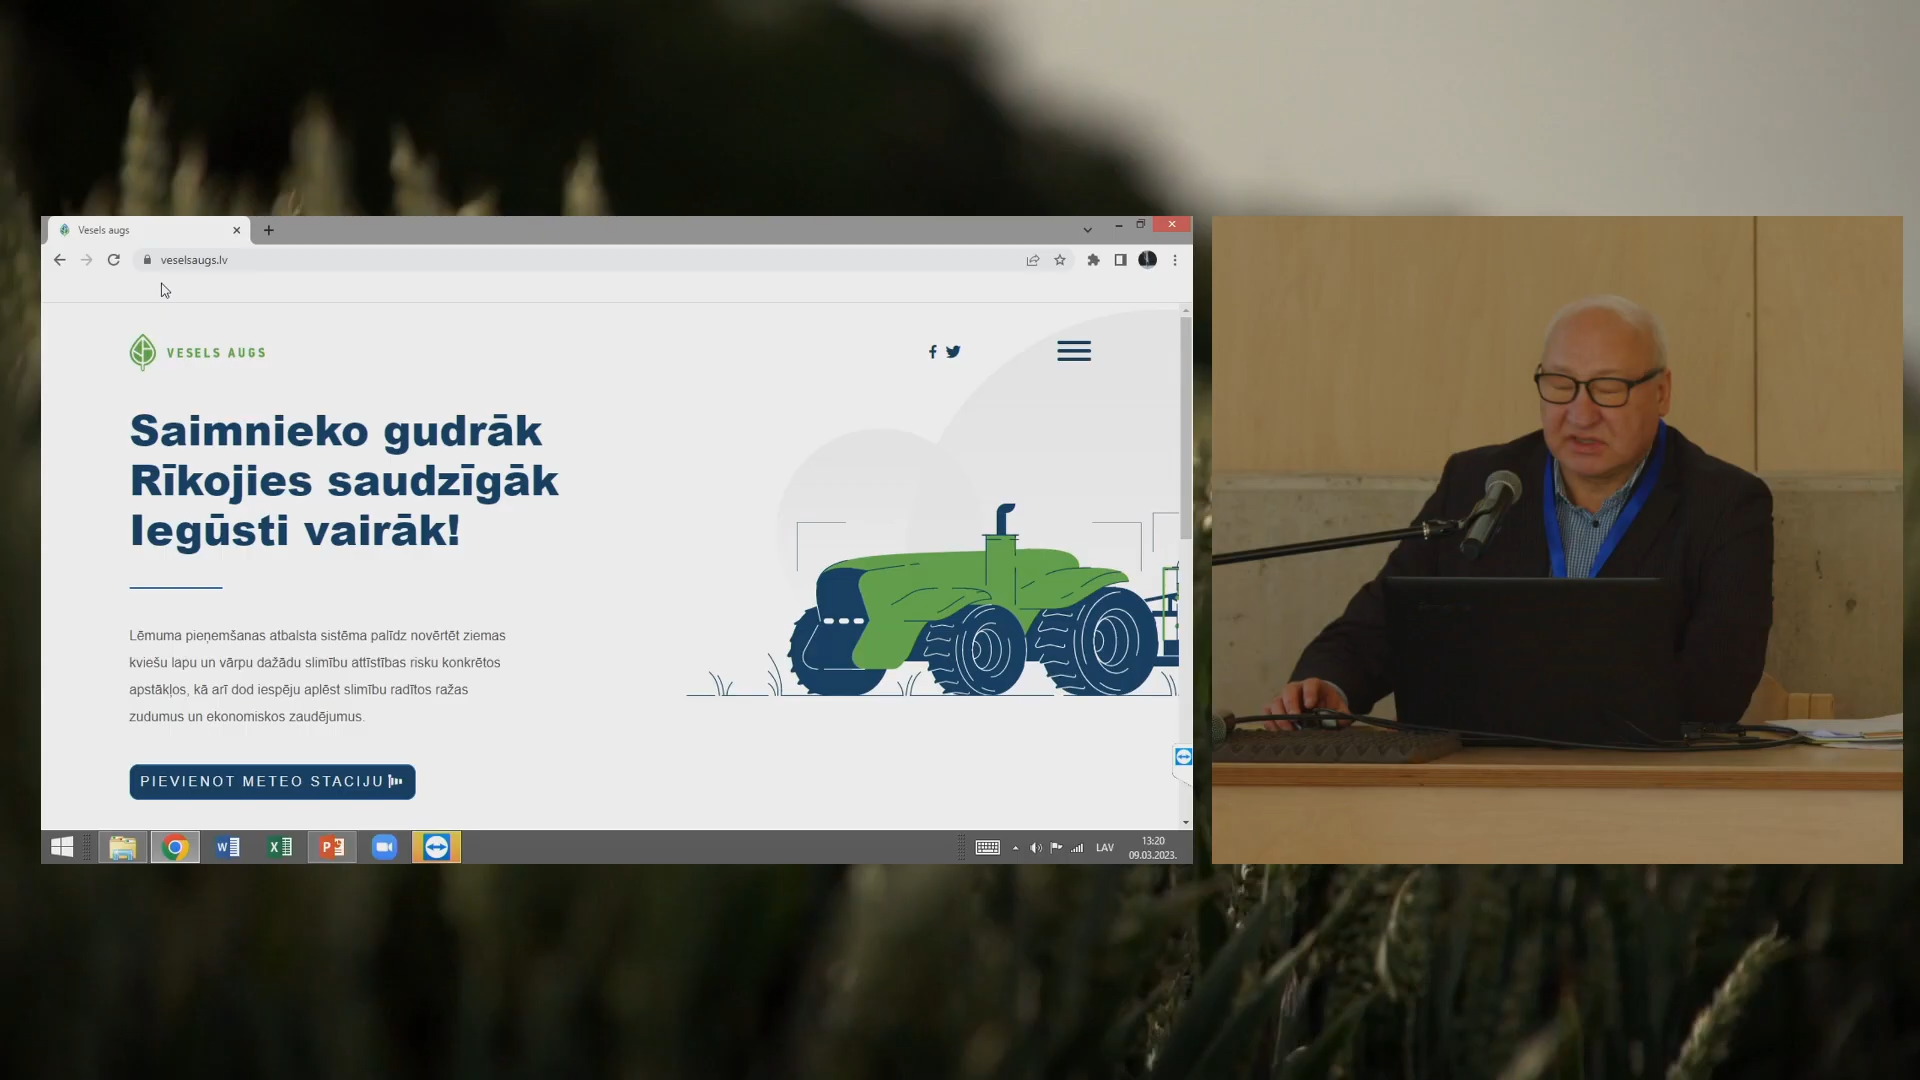 Vesels augs
veselsaugs.lv
VESELS AUGS
Saimnieko gudrāk
Rīkojies saudzīgāk
Iegūsti vairāk!
Lēmuma pieņemšanas atbalsta sistēma palīdz novērtēt ziemas
kviešu lapu un vārpu dažādu slimību attīstības risku konkrētos
apstākļos, kā arī dod iespēju aplēst slimību radītos ražas
zudumus un ekonomiskos zaudējumus.
PIEVIENOT METEO STACIJU
LAV
13:20
09.03.2023.